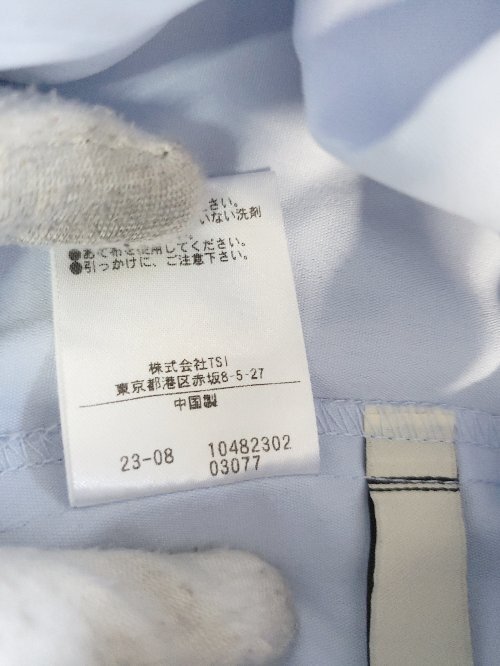 さい。
いない洗剤
●あて布を使用してください。
●引っかけに、ご注意下さい。
株式会社TSI
東京都港区赤坂8-5-27
中国製
23-08 10482302
03077